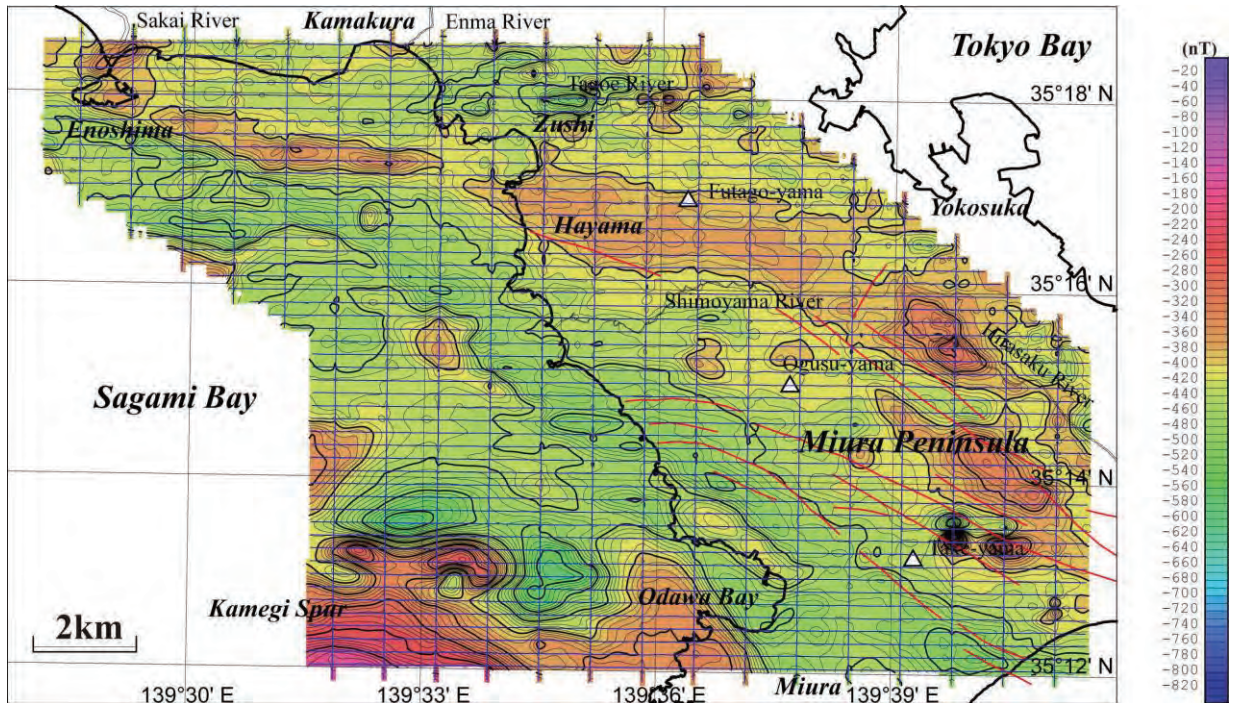 Sakai River
Kamakura
Enma River
Tokyo Bay
(nT)
Tagoe River
35°18' N
Enoshima
Zushi
Futago-yama
Yokosuka
Hayama
35°16' N
Shimoyama River
Hirasaku River
Ogusu-yama
Sagami Bay
Miura Peninsula
35°14' N
Take-yama
Kamegi Spar
Odawa Bay
2km
35°12' N
139°30' E
139°33' E
139°36' E
139°39' E
Miura
-20
-60
-80
-100
-120
-140
-160
-180
-200
-220
-240
-260
-280
-300
-320
-340
-360
-380
-400
-420
-440
-460
-480
-500
-520
-540
-560
-580
-600
-620
-640
-660
-680
-700
-720
-740
-760
-780
-800
-820